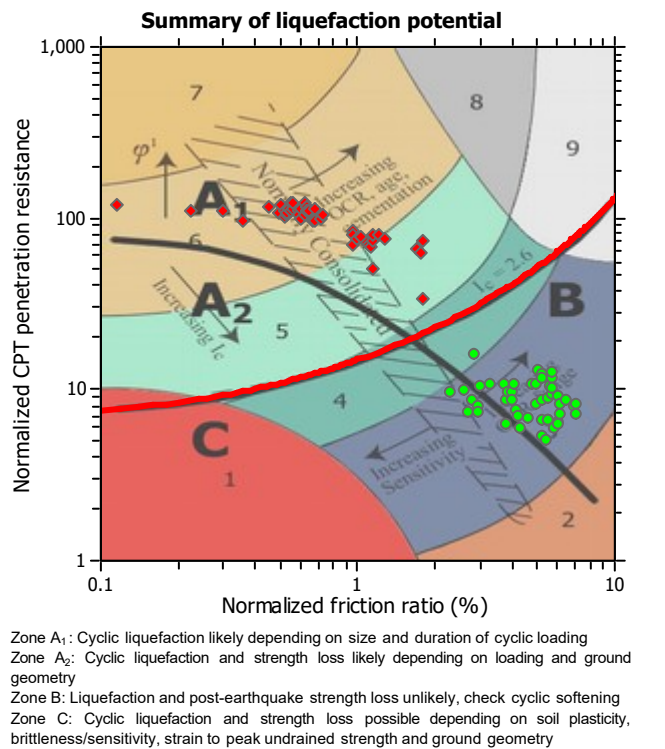 Summary of liquefaction potential
1,000
7
8
9
φ'
Increasing
OCR, age,
cementation
Normally Consolidated
A1
100
6
Ic = 2.6
A2
B
Increasing Ic
5
10
4
C
Increasing
Sensitivity
1
2
1
0.1
1
10
Normalized CPT penetration resistance
Normalized friction ratio (%)
Zone A1: Cyclic liquefaction likely depending on size and duration of cyclic loading
Zone A2: Cyclic liquefaction and strength loss likely depending on loading and ground
geometry
Zone B: Liquefaction and post-earthquake strength loss unlikely, check cyclic softening
Zone C: Cyclic liquefaction and strength loss possible depending on soil plasticity,
brittleness/sensitivity, strain to peak undrained strength and ground geometry